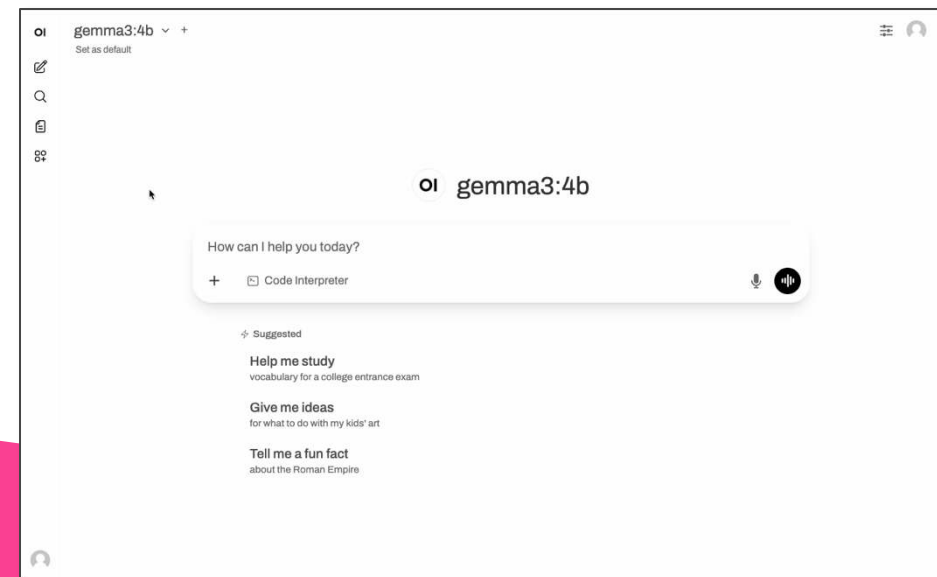 OI
gemma3:4b
Set as default
OI gemma3:4b
How can I help you today?
Code Interpreter
Suggested
Help me study
vocabulary for a college entrance exam
Give me ideas
for what to do with my kids' art
Tell me a fun fact
about the Roman Empire